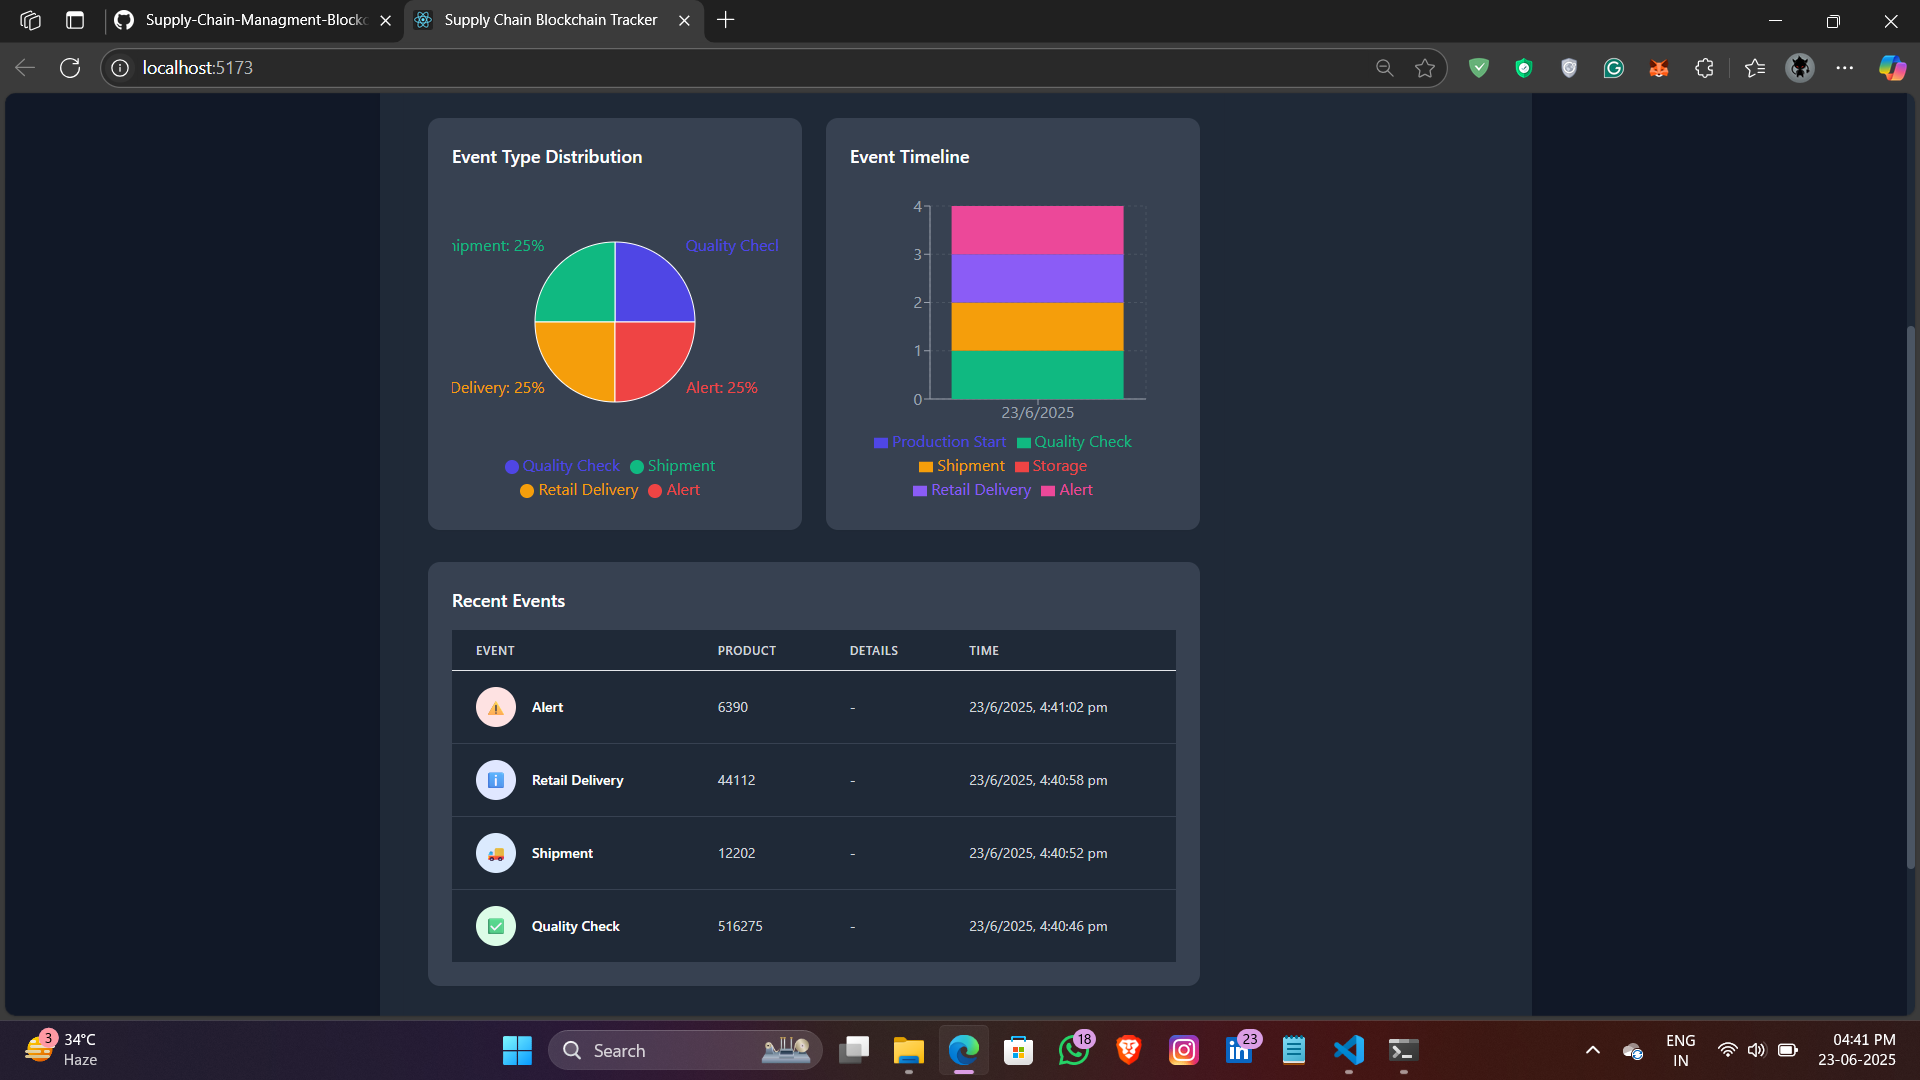 Supply-Chain-Managment-Blockc
Supply Chain Blockchain Tracker
localhost:5173
Event Type Distribution
Event Timeline
hipment: 25%
Quality Checl
Delivery: 25%
Alert: 25%
Quality Check
Shipment
Retail Delivery
Alert
4
3
2
1
0
23/6/2025
Production Start
Quality Check
Shipment
Storage
Retail Delivery
Alert
Recent Events
EVENT PRODUCT DETAILS TIME
Alert 6390 - 23/6/2025, 4:41:02 pm
Retail Delivery 44112 - 23/6/2025, 4:40:58 pm
Shipment 12202 - 23/6/2025, 4:40:52 pm
Quality Check 516275 - 23/6/2025, 4:40:46 pm
3
34°C
Haze
Search
18
23
ENG
IN
04:41 PM
23-06-2025